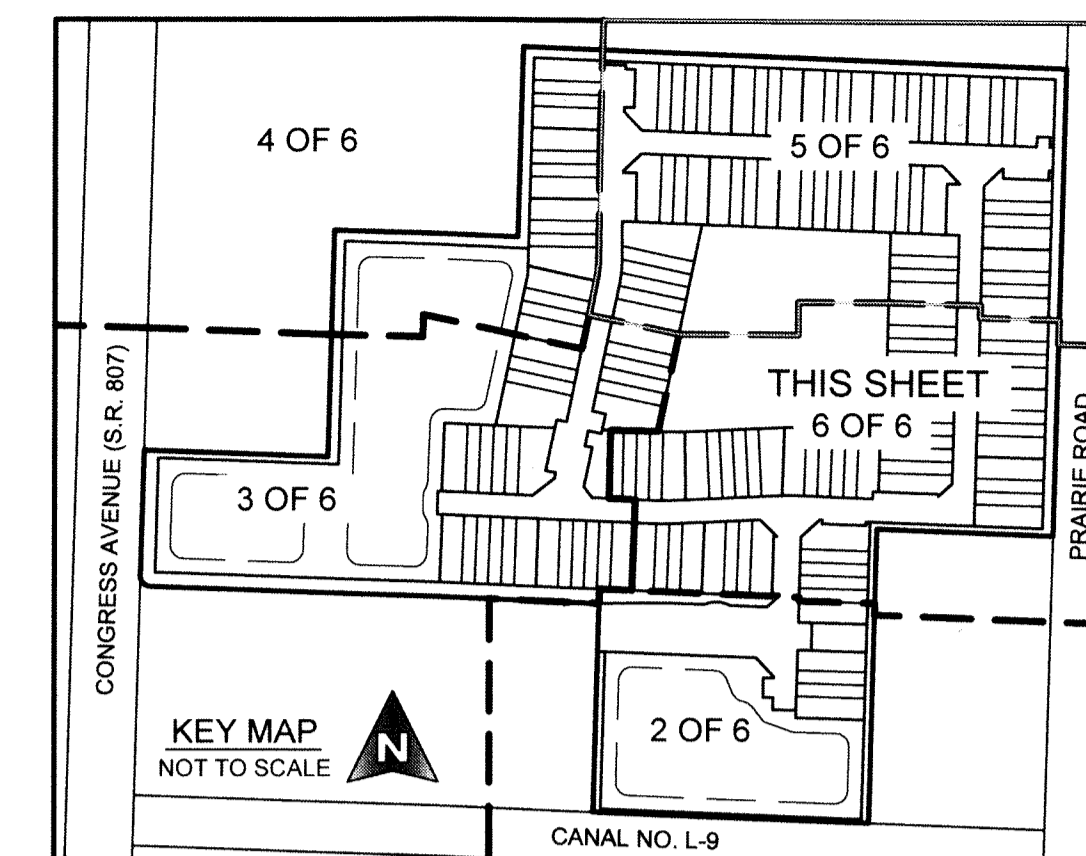 4 OF 6
5 OF 6
THIS SHEET
6 OF 6
CONGRESS AVENUE (S.R. 807)
PRAIRIE ROAD
3 OF 6
2 OF 6
KEY MAP
NOT TO SCALE
N
CANAL NO. L-9